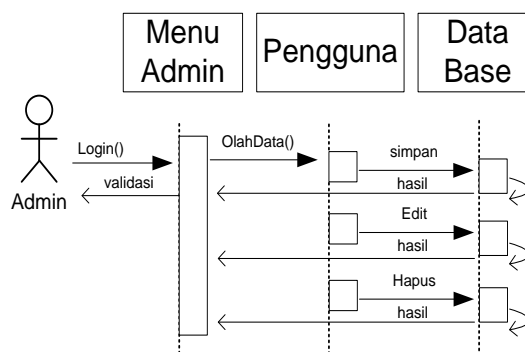 Menu
Admin
Pengguna
Data
Base
Login()
OlahData()
simpan
validasi
hasil
Admin
Edit
hasil
Hapus
hasil